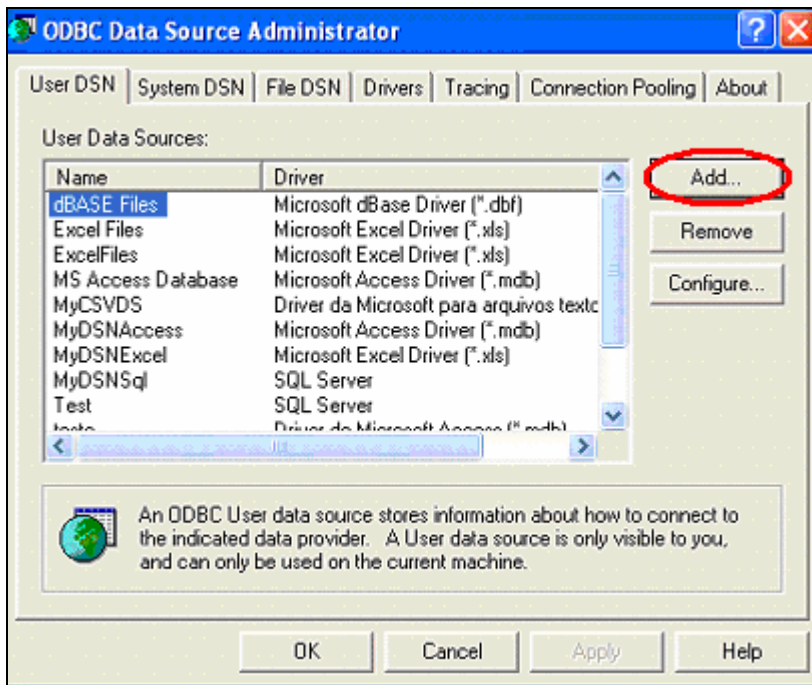 ODBC Data Source Administrator
User DSN System DSN File DSN Drivers Tracing Connection Pooling About
User Data Sources:
Name Driver
dBASE Files Microsoft dBase Driver (*.dbf)
Excel Files Microsoft Excel Driver (*.xls)
ExcelFiles Microsoft Excel Driver (*.xls)
MS Access Database Microsoft Access Driver (*.mdb)
MyCSVDS Driver da Microsoft para arquivos texto
MyDSNAccess Microsoft Access Driver (*.mdb)
MyDSNExcel Microsoft Excel Driver (*.xls)
MyDSNSql SQL Server
Test SQL Server
Driver do Microsoft Access (*.mdb)
Add...
Remove
Configure...
An ODBC User data source stores information about how to connect to
the indicated data provider. A User data source is only visible to you,
and can only be used on the current machine.
OK Cancel Apply Help